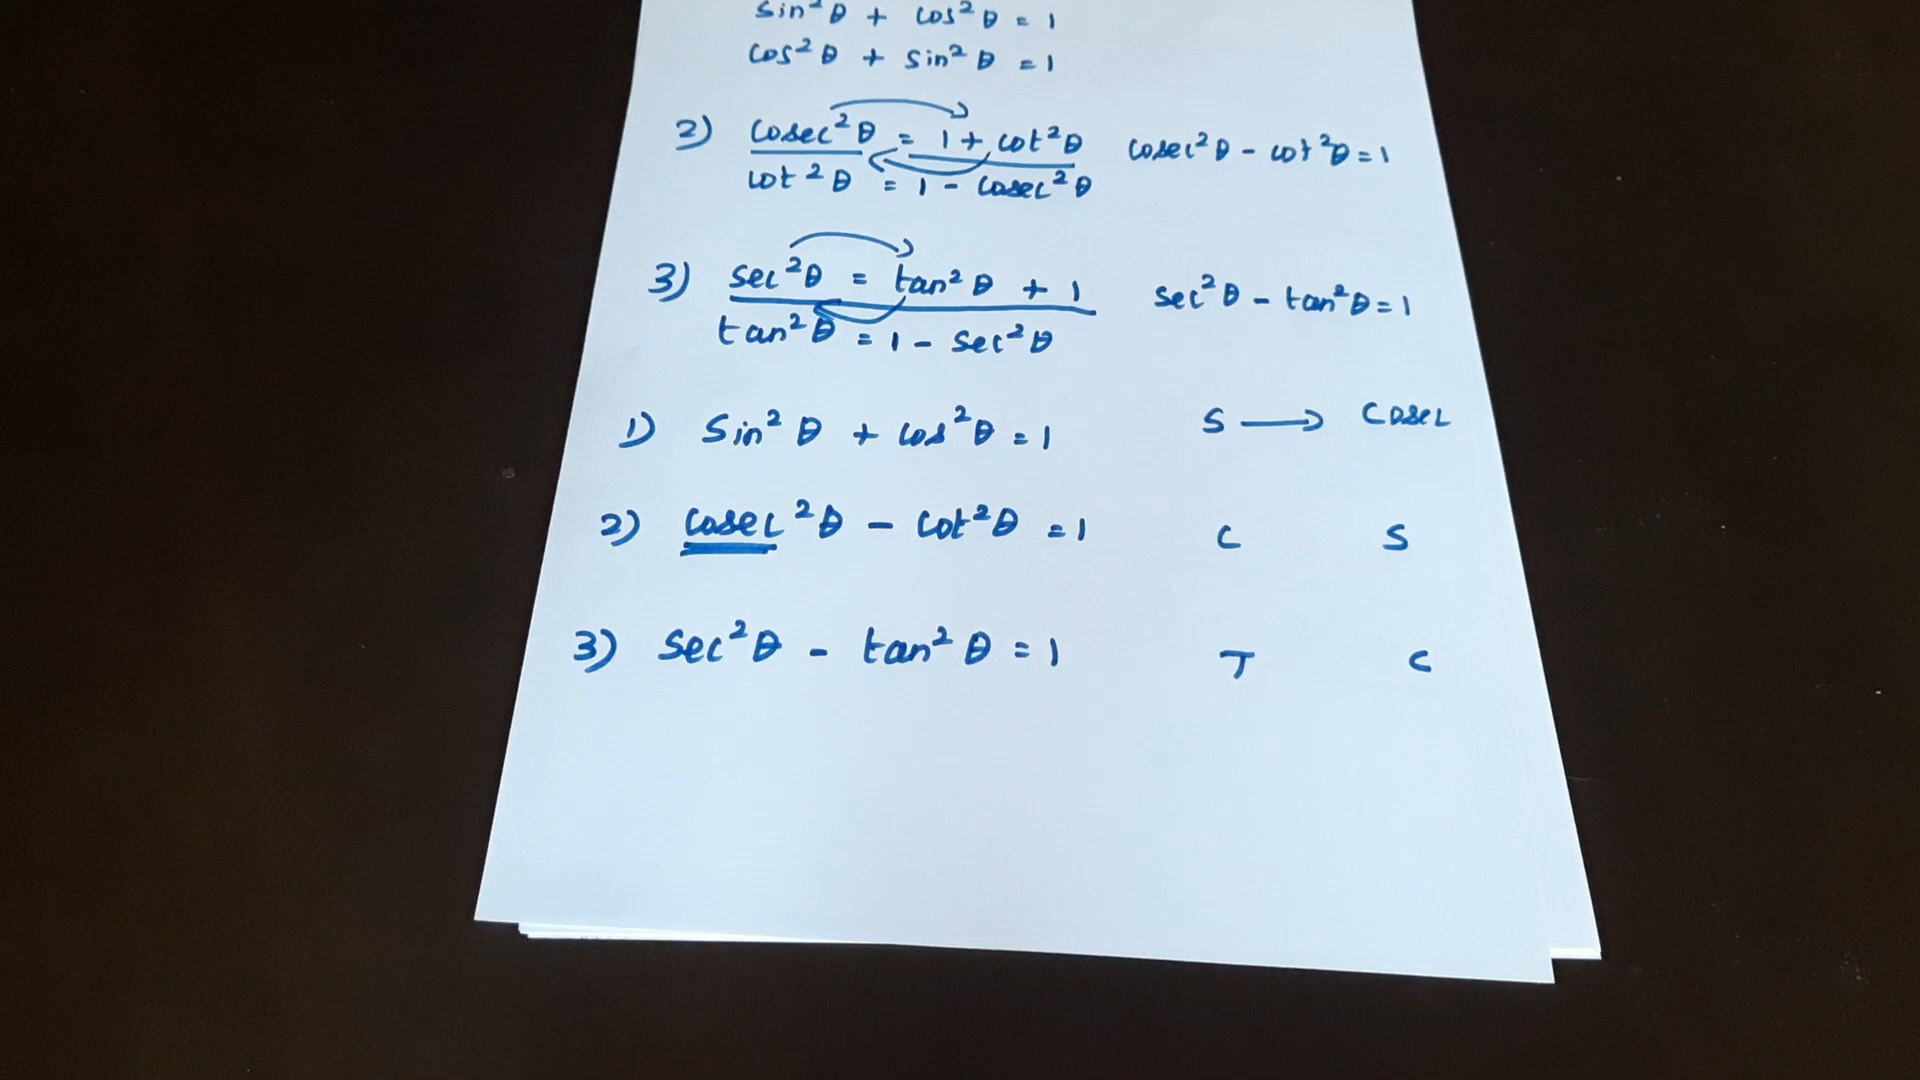 sin²θ + cos²θ = 1
cos²θ + sin²θ = 1
2) cosec²θ = 1 + cot²θ cosec²θ - cot²θ = 1
cot²θ = 1 - cosec²θ
3) sec²θ = tan²θ + 1 sec²θ - tan²θ = 1
tan²θ = 1 - sec²θ
1) Sin²θ + cos²θ = 1 S → cosec
2) cosec²θ - cot²θ = 1 C S
3) sec²θ - tan²θ = 1 T C